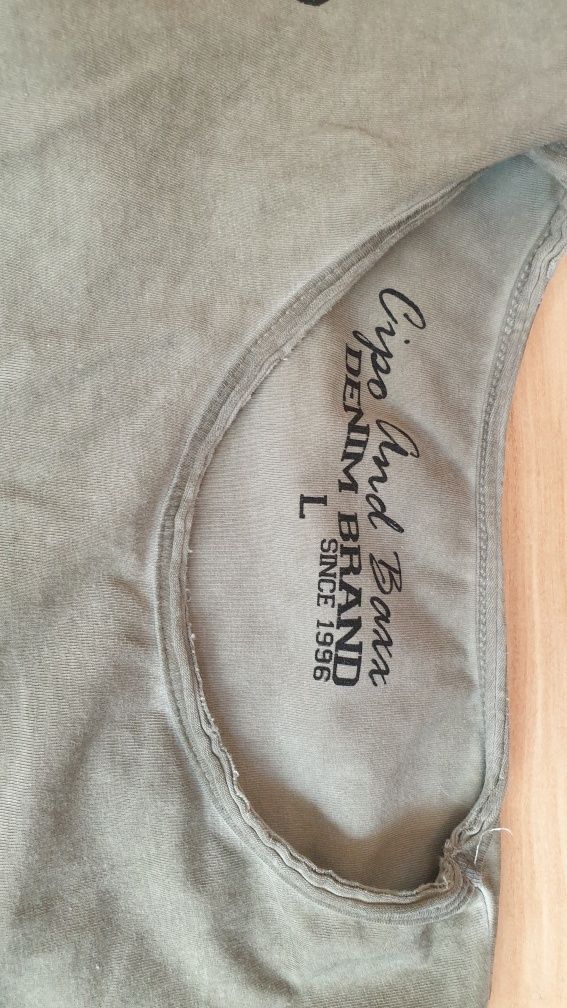 Cipo And Baxx
DENIM BRAND
SINCE 1996
L